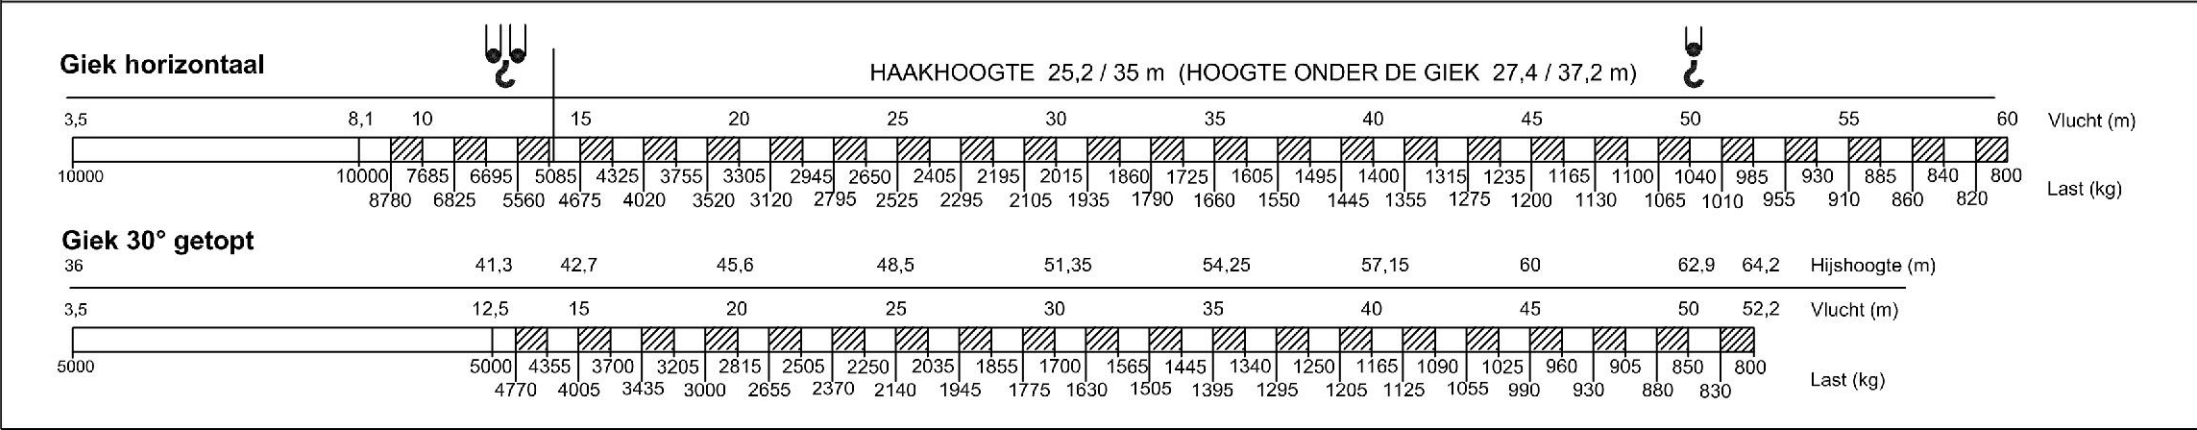 Giek horizontaal
HAAKHOOGTE 25,2 / 35 m (HOOGTE ONDER DE GIEK 27,4 / 37,2 m)
3,5 8,1 10 15 20 25 30 35 40 45 50 55 60 Vlucht (m)
10000 10000 7685 6695 5085 4325 3755 3305 2945 2650 2405 2195 2015 1860 1725 1605 1495 1400 1315 1235 1165 1100 1040 985 930 885 840 800
Last (kg)
8780 6825 5560 4675 4020 3520 3120 2795 2525 2295 2105 1935 1790 1660 1550 1445 1355 1275 1200 1130 1065 1010 955 910 860 820
Giek 30° getopt
36 41,3 42,7 45,6 48,5 51,35 54,25 57,15 60 62,9 64,2 Hijshoogte (m)
3,5 12,5 15 20 25 30 35 40 45 50 52,2 Vlucht (m)
5000 5000 4355 3700 3205 2815 2505 2250 2035 1855 1700 1565 1445 1340 1250 1165 1090 1025 960 905 850 800
Last (kg)
4770 4005 3435 3000 2655 2370 2140 1945 1775 1630 1505 1395 1295 1205 1125 1055 990 930 880 830